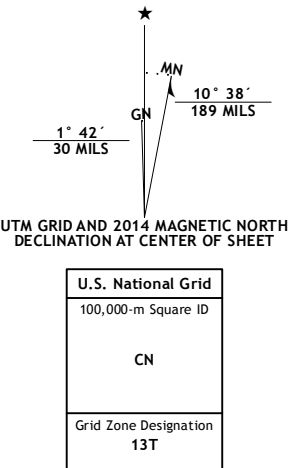 MN
GN
10° 38´
189 MILS
1° 42´
30 MILS
UTM GRID AND 2014 MAGNETIC NORTH
DECLINATION AT CENTER OF SHEET
U.S. National Grid
100,000-m Square ID
CN
Grid Zone Designation
13T